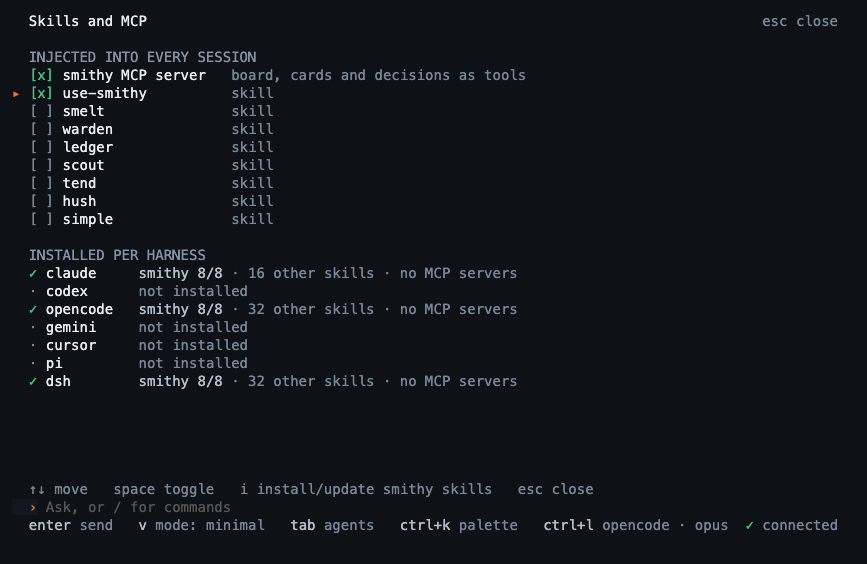 Skills and MCP esc close
INJECTED INTO EVERY SESSION
[x] smithy MCP server board, cards and decisions as tools
▸ [x] use-smithy skill
[ ] smelt skill
[ ] warden skill
[ ] ledger skill
[ ] scout skill
[ ] tend skill
[ ] hush skill
[ ] simple skill
INSTALLED PER HARNESS
✓ claude smithy 8/8 · 16 other skills · no MCP servers
· codex not installed
✓ opencode smithy 8/8 · 32 other skills · no MCP servers
· gemini not installed
· cursor not installed
· pi not installed
✓ dsh smithy 8/8 · 32 other skills · no MCP servers
↑↓ move space toggle i install/update smithy skills esc close
› Ask, or / for commands
enter send v mode: minimal tab agents ctrl+k palette ctrl+l opencode · opus ✓ connected